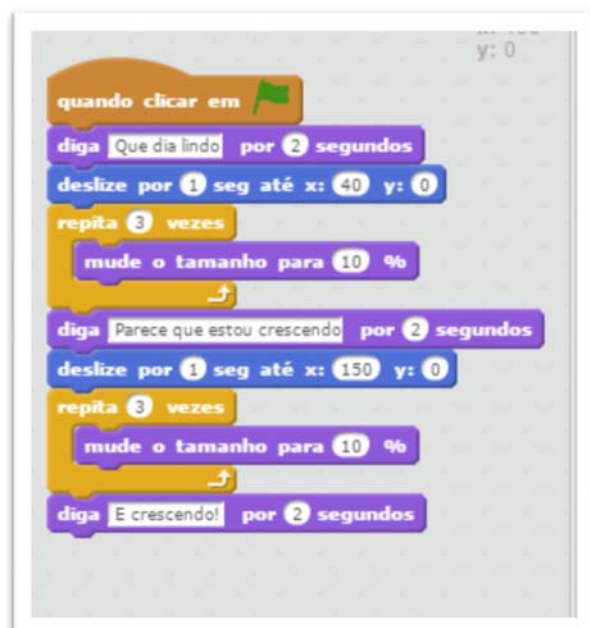 y: 0
quando clicar em
diga Que dia lindo por 2 segundos
deslize por 1 seg até x: 40 y: 0
repita 3 vezes
mude o tamanho para 10 %
diga Parece que estou crescendo por 2 segundos
deslize por 1 seg até x: 150 y: 0
repita 3 vezes
mude o tamanho para 10 %
diga E crescendo! por 2 segundos